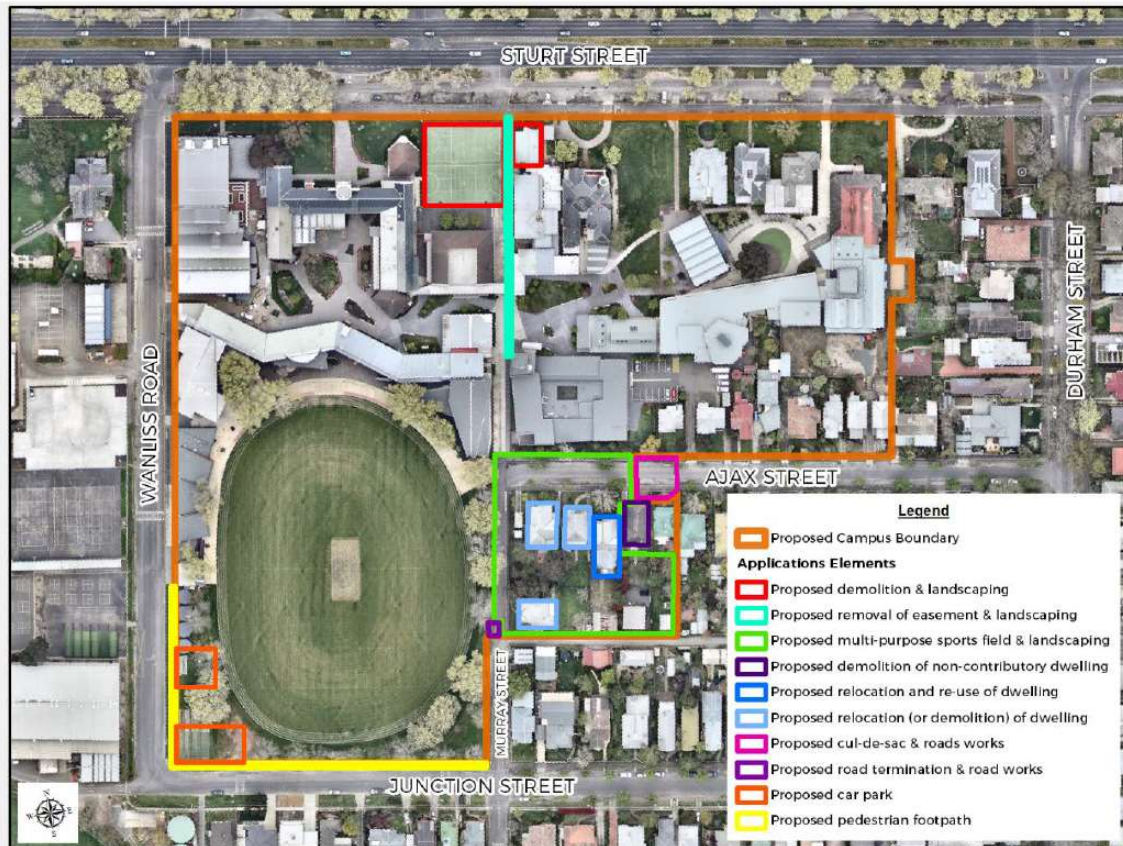 STURT STREET
WANLISS ROAD
DURHAM STREET
AJAX STREET
MURRAY STREET
JUNCTION STREET
Legend
Proposed Campus Boundary
Applications Elements
Proposed demolition & landscaping
Proposed removal of easement & landscaping
Proposed multi-purpose sports field & landscaping
Proposed demolition of non-contributory dwelling
Proposed relocation and re-use of dwelling
Proposed relocation (or demolition) of dwelling
Proposed cul-de-sac & roads works
Proposed road termination & road works
Proposed car park
Proposed pedestrian footpath